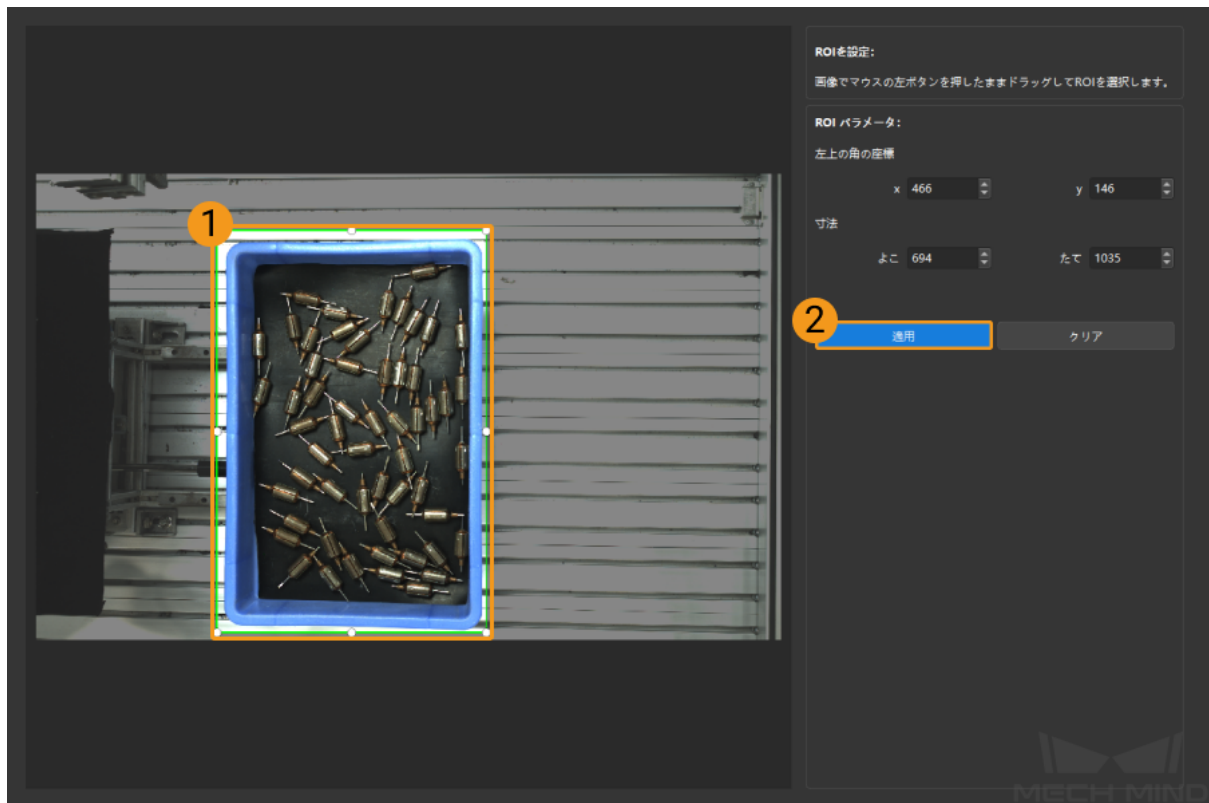 ROIを設定:
画像でマウスの左ボタンを押したままドラッグしてROIを選択します。
ROI パラメータ:
左上の角の座標
x 466 y 146
寸法
よこ 694 たて 1035
1
2
適用 クリア
MECH MIND